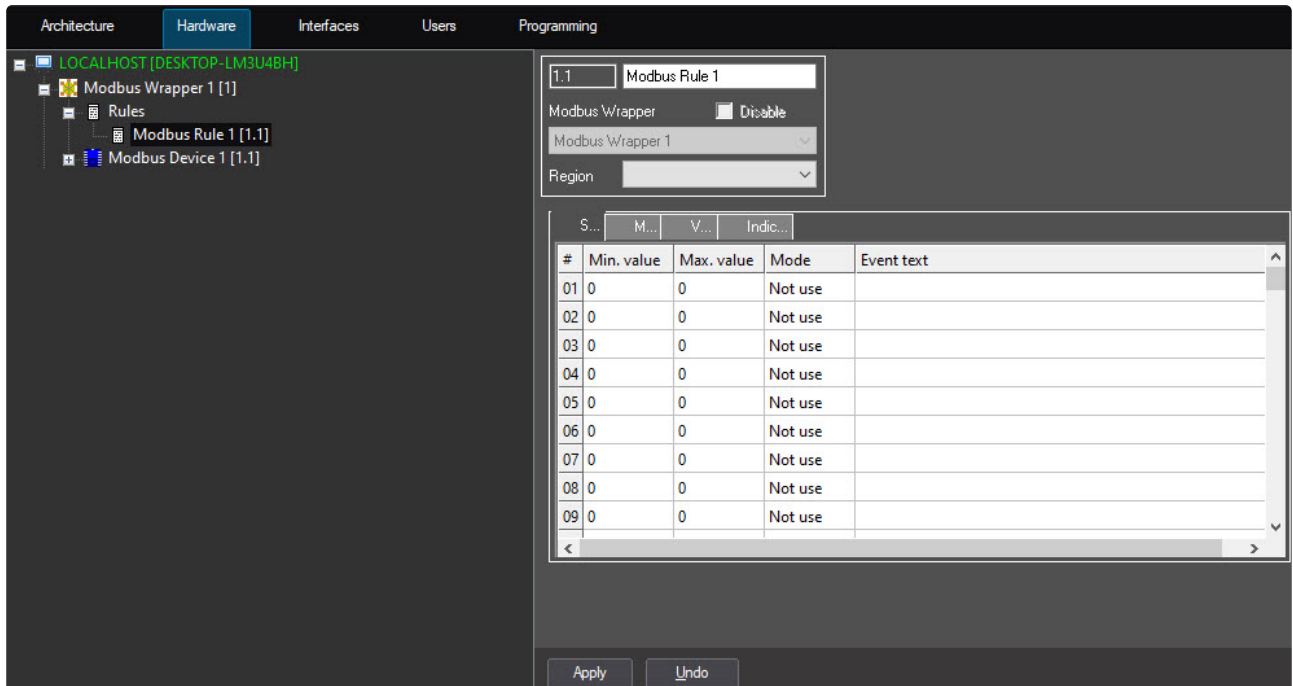 Architecture Hardware Interfaces Users Programming
LOCALHOST [DESKTOP-LM3U4BH]
Modbus Wrapper 1 [1]
Rules
Modbus Rule 1 [1.1]
Modbus Device 1 [1.1]
1.1 Modbus Rule 1
Modbus Wrapper Disable
Modbus Wrapper 1
Region
S... M... V... Indic...
# Min. value Max. value Mode Event text
01 0 0 Not use
02 0 0 Not use
03 0 0 Not use
04 0 0 Not use
05 0 0 Not use
06 0 0 Not use
07 0 0 Not use
08 0 0 Not use
09 0 0 Not use
Apply Undo